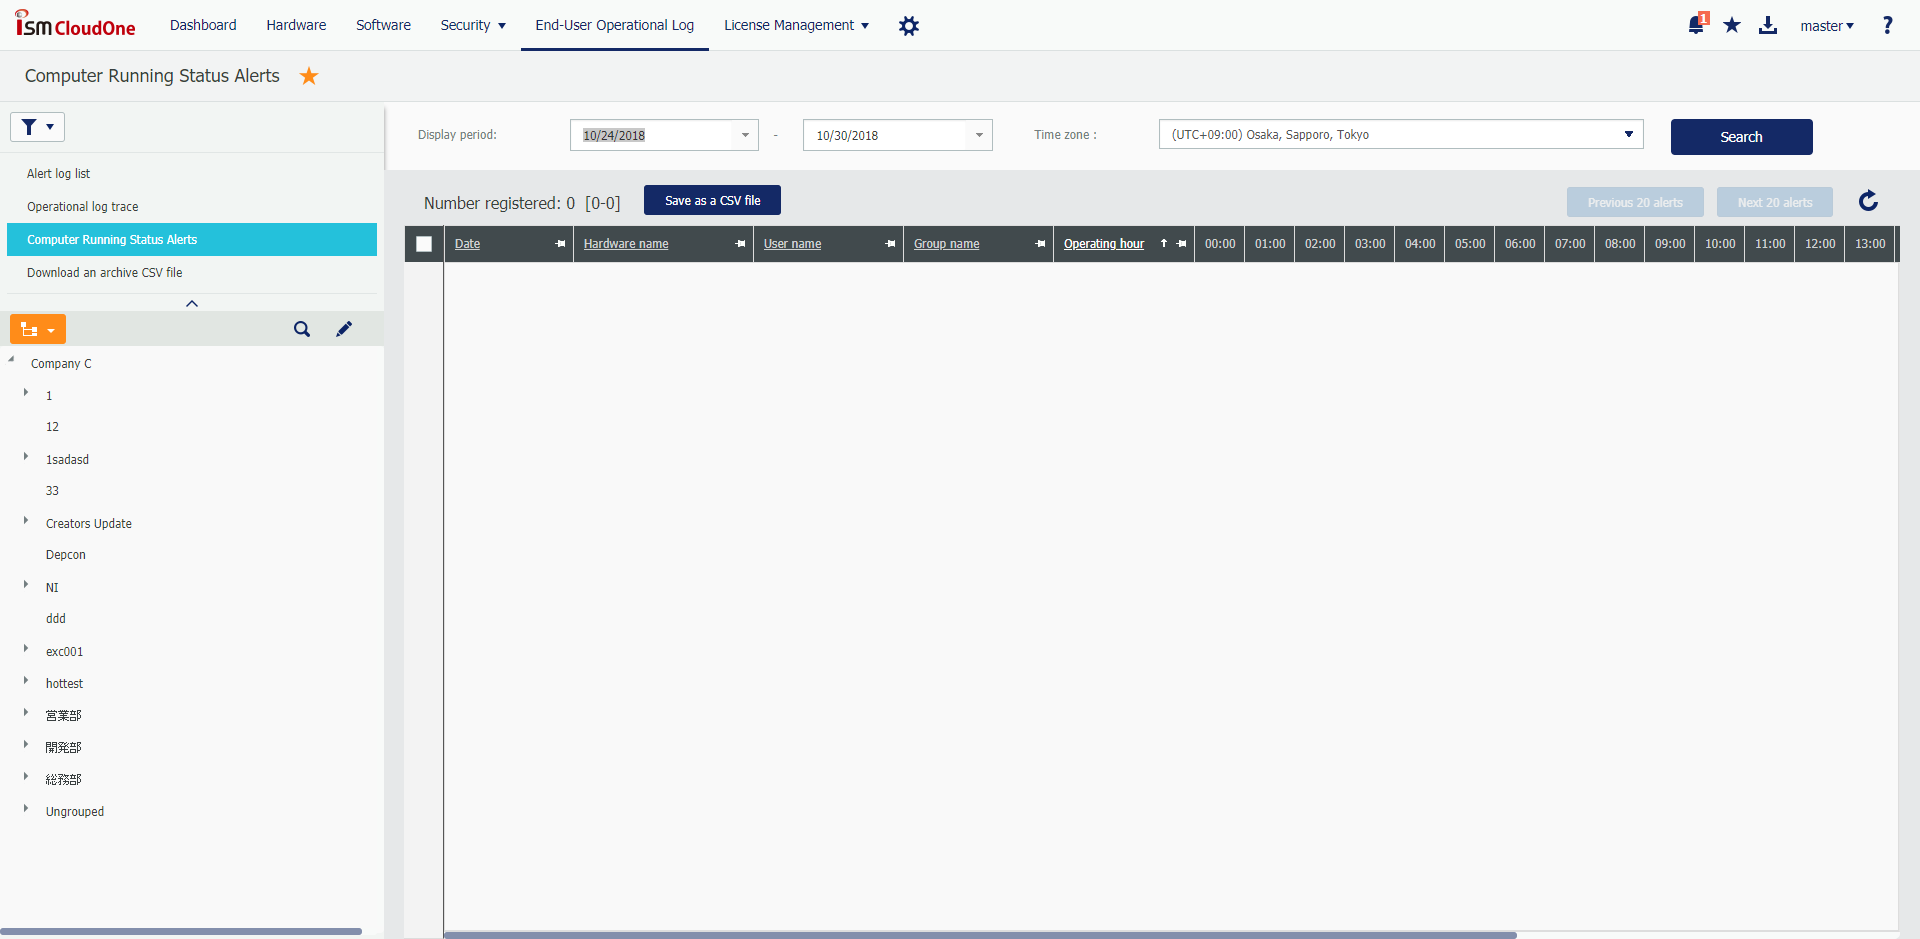 iSM CloudOne Dashboard Hardware Software Security End-User Operational Log License Management 1 master ?
Computer Running Status Alerts
Display period: 10/24/2018 - 10/30/2018 Time zone : (UTC+09:00) Osaka, Sapporo, Tokyo Search
Alert log list
Operational log trace
Computer Running Status Alerts
Download an archive CSV file
Number registered: 0 [0-0] Save as a CSV file Previous 20 alerts Next 20 alerts
Date Hardware name User name Group name Operating hour 00:00 01:00 02:00 03:00 04:00 05:00 06:00 07:00 08:00 09:00 10:00 11:00 12:00 13:00
Company C
1
12
1sadasd
33
Creators Update
Depcon
NI
ddd
exc001
hottest
営業部
開発部
総務部
Ungrouped